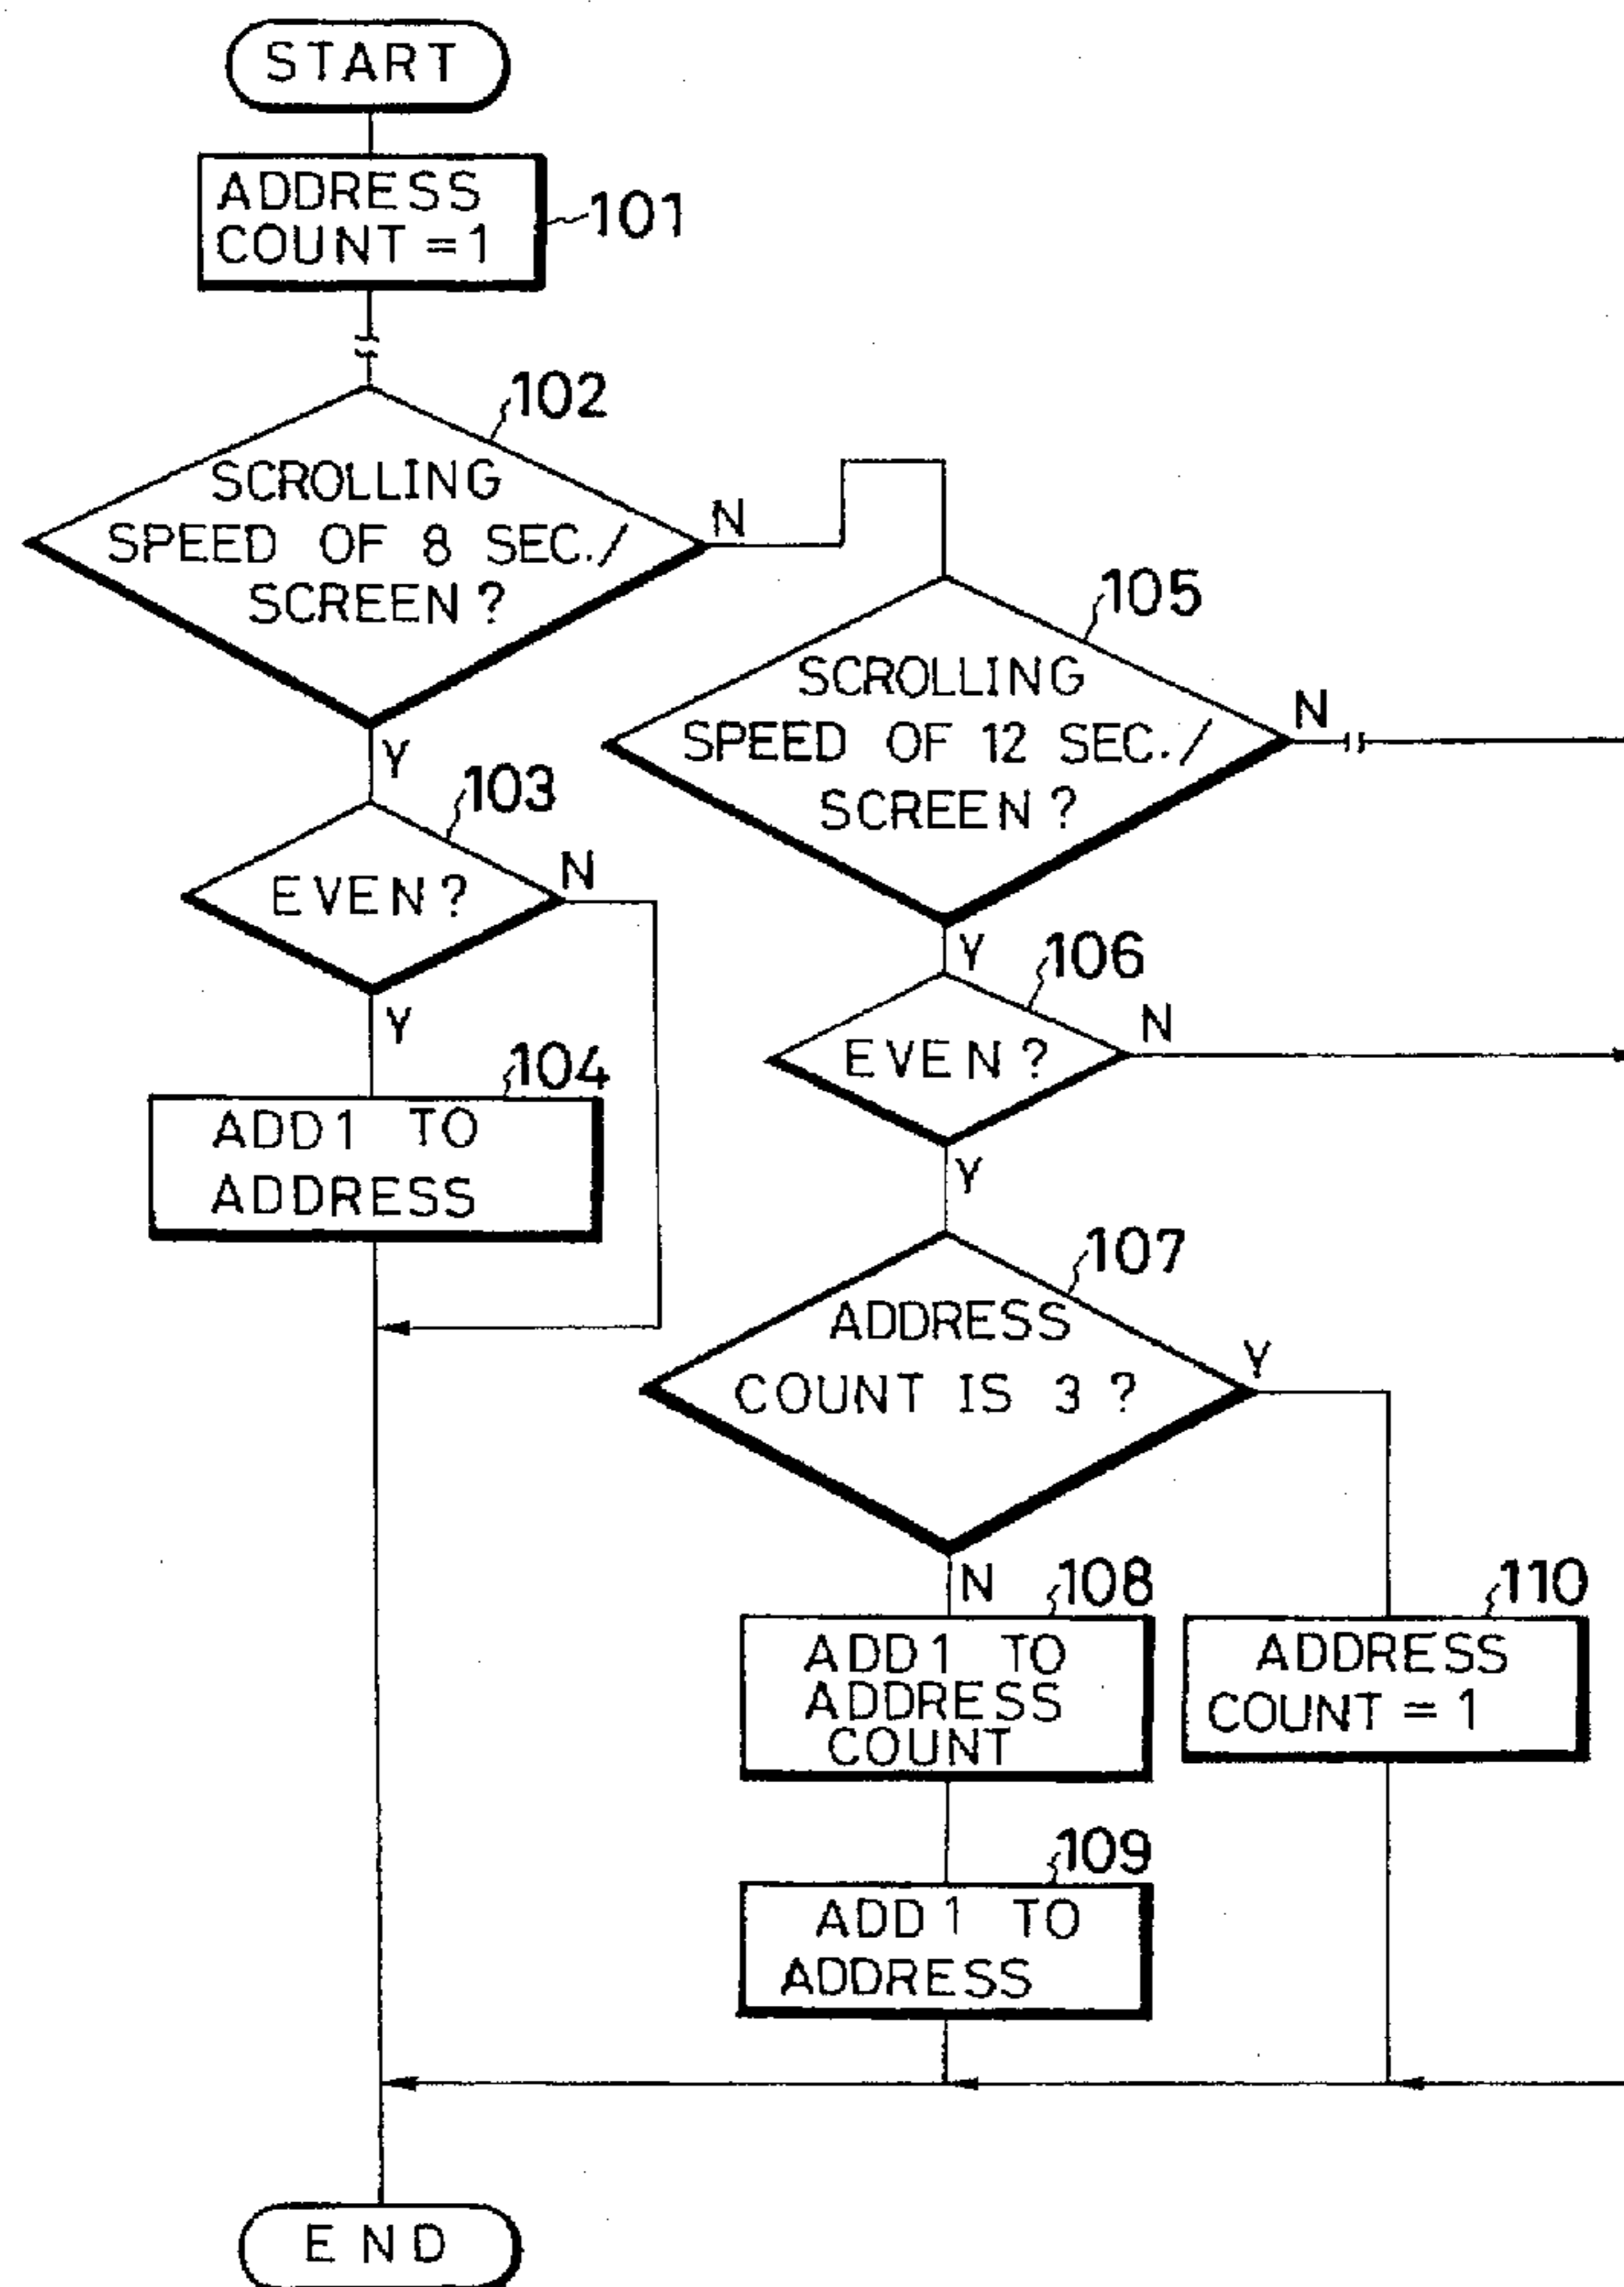 START
ADDRESS
COUNT = 1
101
102
SCROLLING
SPEED OF 8 SEC./
SCREEN ?
N
Y
103
EVEN ?
N
Y
104
ADD 1 TO
ADDRESS
105
SCROLLING
SPEED OF 12 SEC./
SCREEN ?
N
Y
106
EVEN ?
N
Y
107
ADDRESS
COUNT IS 3 ?
Y
N
108
ADD 1 TO
ADDRESS
COUNT
109
ADD 1 TO
ADDRESS
110
ADDRESS
COUNT = 1
END